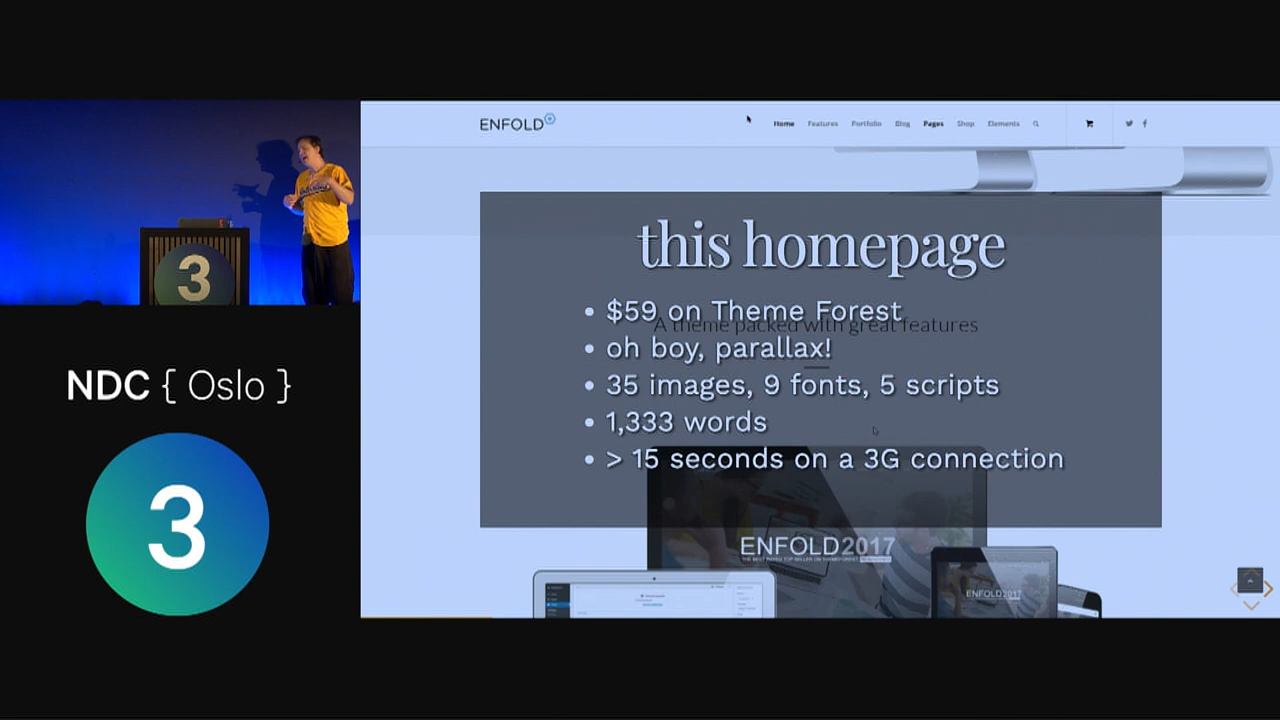 ENFOLD
Home Features Portfolio Blog Pages Shop Elements
this homepage
• $59 on Theme Forest
A theme packed with great features
• oh boy, parallax!
• 35 images, 9 fonts, 5 scripts
• 1,333 words
• > 15 seconds on a 3G connection
ENFOLD2017
ENFOLD2017
3
NDC { Oslo }
3